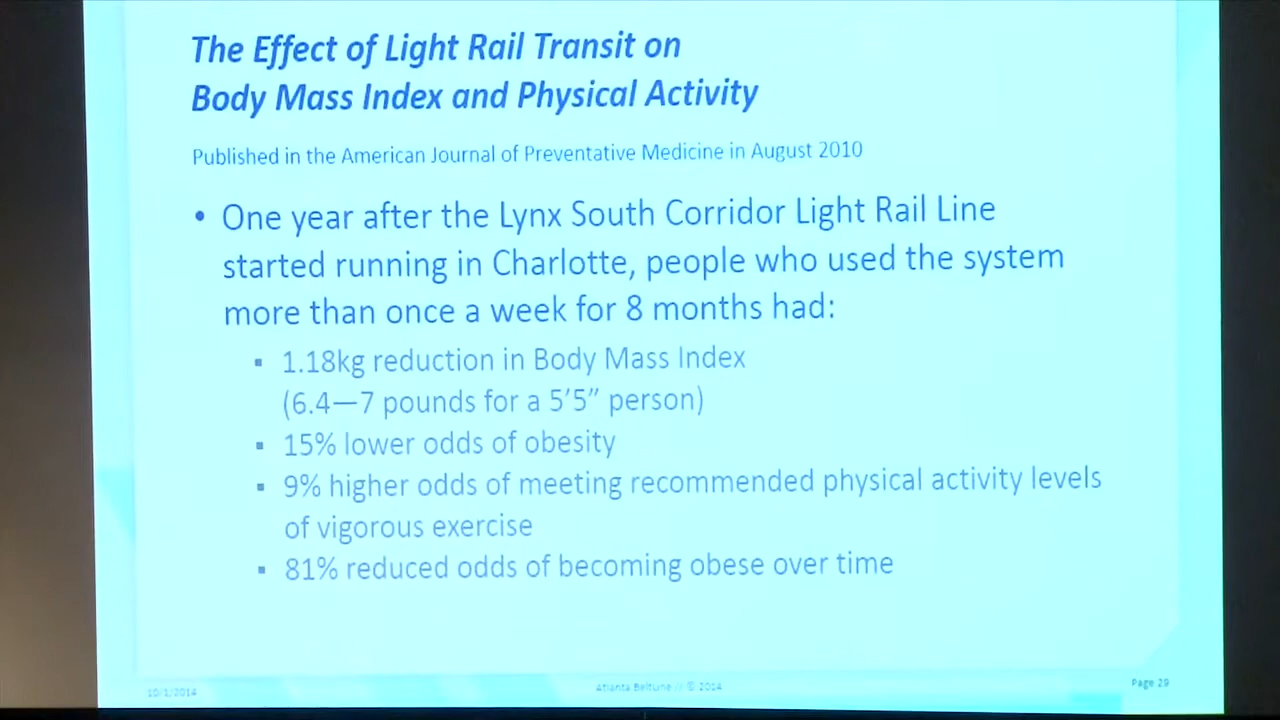 The Effect of Light Rail Transit on
Body Mass Index and Physical Activity
Published in the American Journal of Preventative Medicine in August 2010
• One year after the Lynx South Corridor Light Rail Line
started running in Charlotte, people who used the system
more than once a week for 8 months had:
▪ 1.18kg reduction in Body Mass Index
(6.4—7 pounds for a 5’5” person)
▪ 15% lower odds of obesity
▪ 9% higher odds of meeting recommended physical activity levels
of vigorous exercise
▪ 81% reduced odds of becoming obese over time
10/1/2014
Atlanta BeltLine // © 2014
Page 29